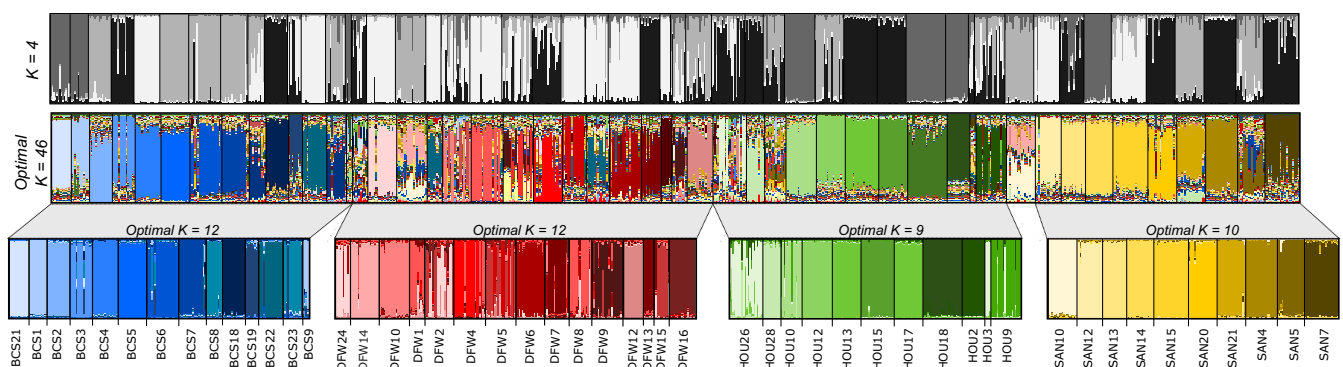 K = 4
Optimal
K = 46
Optimal K = 12
Optimal K = 12
Optimal K = 9
Optimal K = 10
BCS21
BCS1
BCS2
BCS3
BCS4
BCS5
BCS6
BCS7
BCS8
BCS18
BCS19
BCS22
BCS23
BCS9
DFW24
DFW14
DFW10
DFW1
DFW2
DFW4
DFW5
DFW6
DFW7
DFW8
DFW9
DFW12
DFW13
DFW15
DFW16
HOU26
HOU28
HOU10
HOU12
HOU13
HOU15
HOU17
HOU18
HOU2
HOU3
HOU9
SAN10
SAN12
SAN13
SAN14
SAN15
SAN20
SAN21
SAN4
SAN5
SAN7